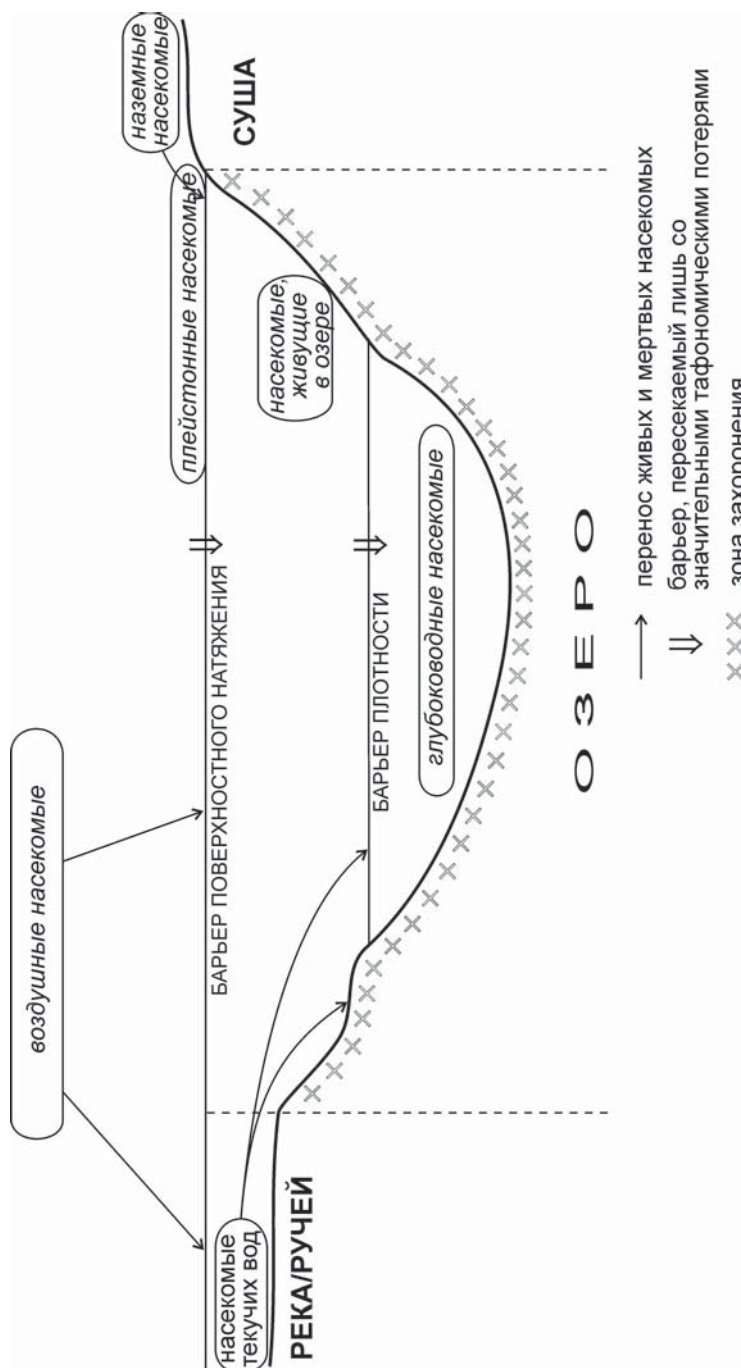 воздушные насекомые
наземные
насекомые
плейстонные насекомые
СУША
БАРЬЕР ПОВЕРХНОСТНОГО НАТЯЖЕНИЯ
насекомые
текучих вод
РЕКА/РУЧЕЙ
насекомые,
живущие
в озере
БАРЬЕР ПЛОТНОСТИ
глубоководные насекомые
ОЗЕРО
перенос живых и мертвых насекомых
барьер, пересекаемый лишь со
значительными тафономическими потерями
зона захоронения